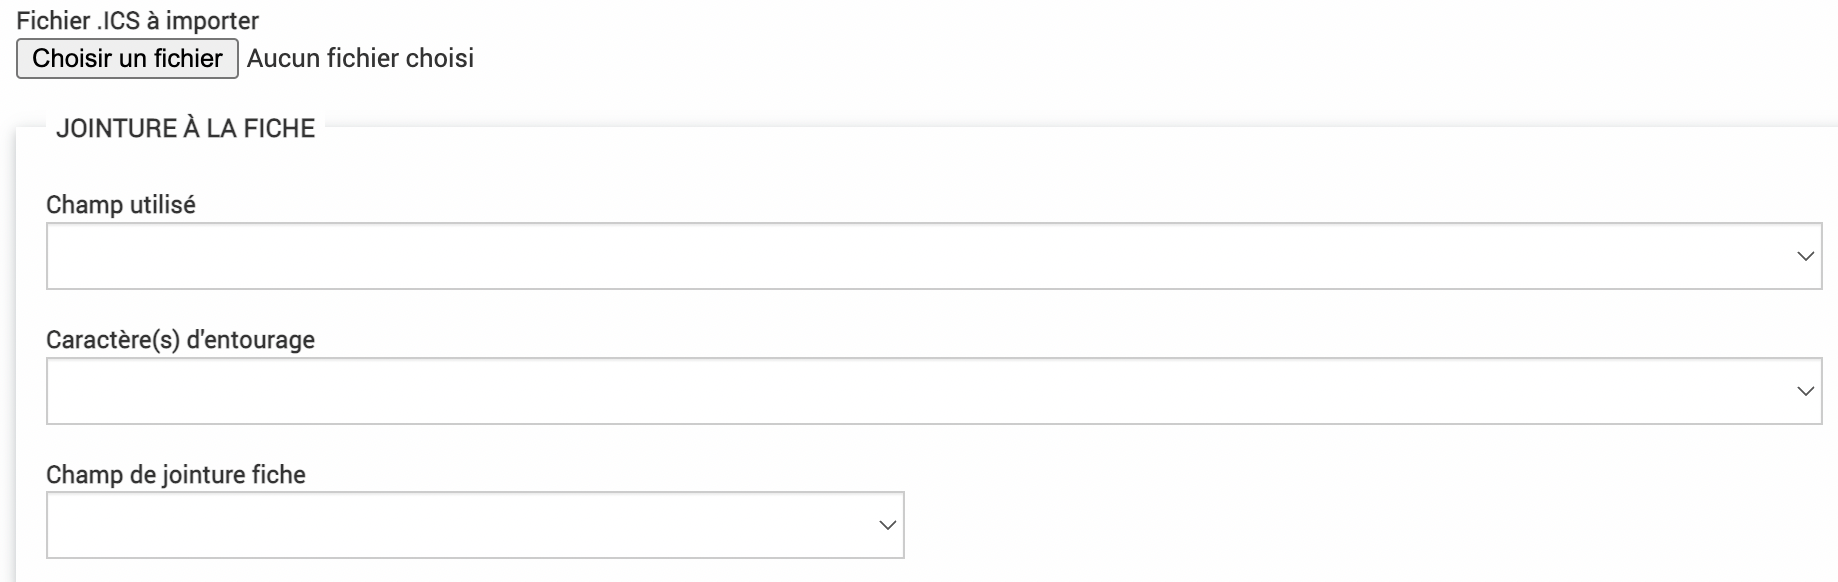 Fichier .ICS à importer
Choisir un fichier Aucun fichier choisi
JOINTURE À LA FICHE
Champ utilisé
Caractère(s) d'entourage
Champ de jointure fiche